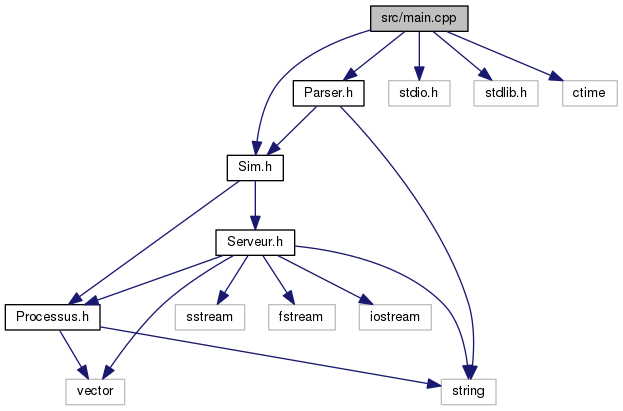 src/main.cpp
Parser.h
stdio.h
stdlib.h
ctime
Sim.h
Serveur.h
Processus.h
sstream
fstream
iostream
vector
string